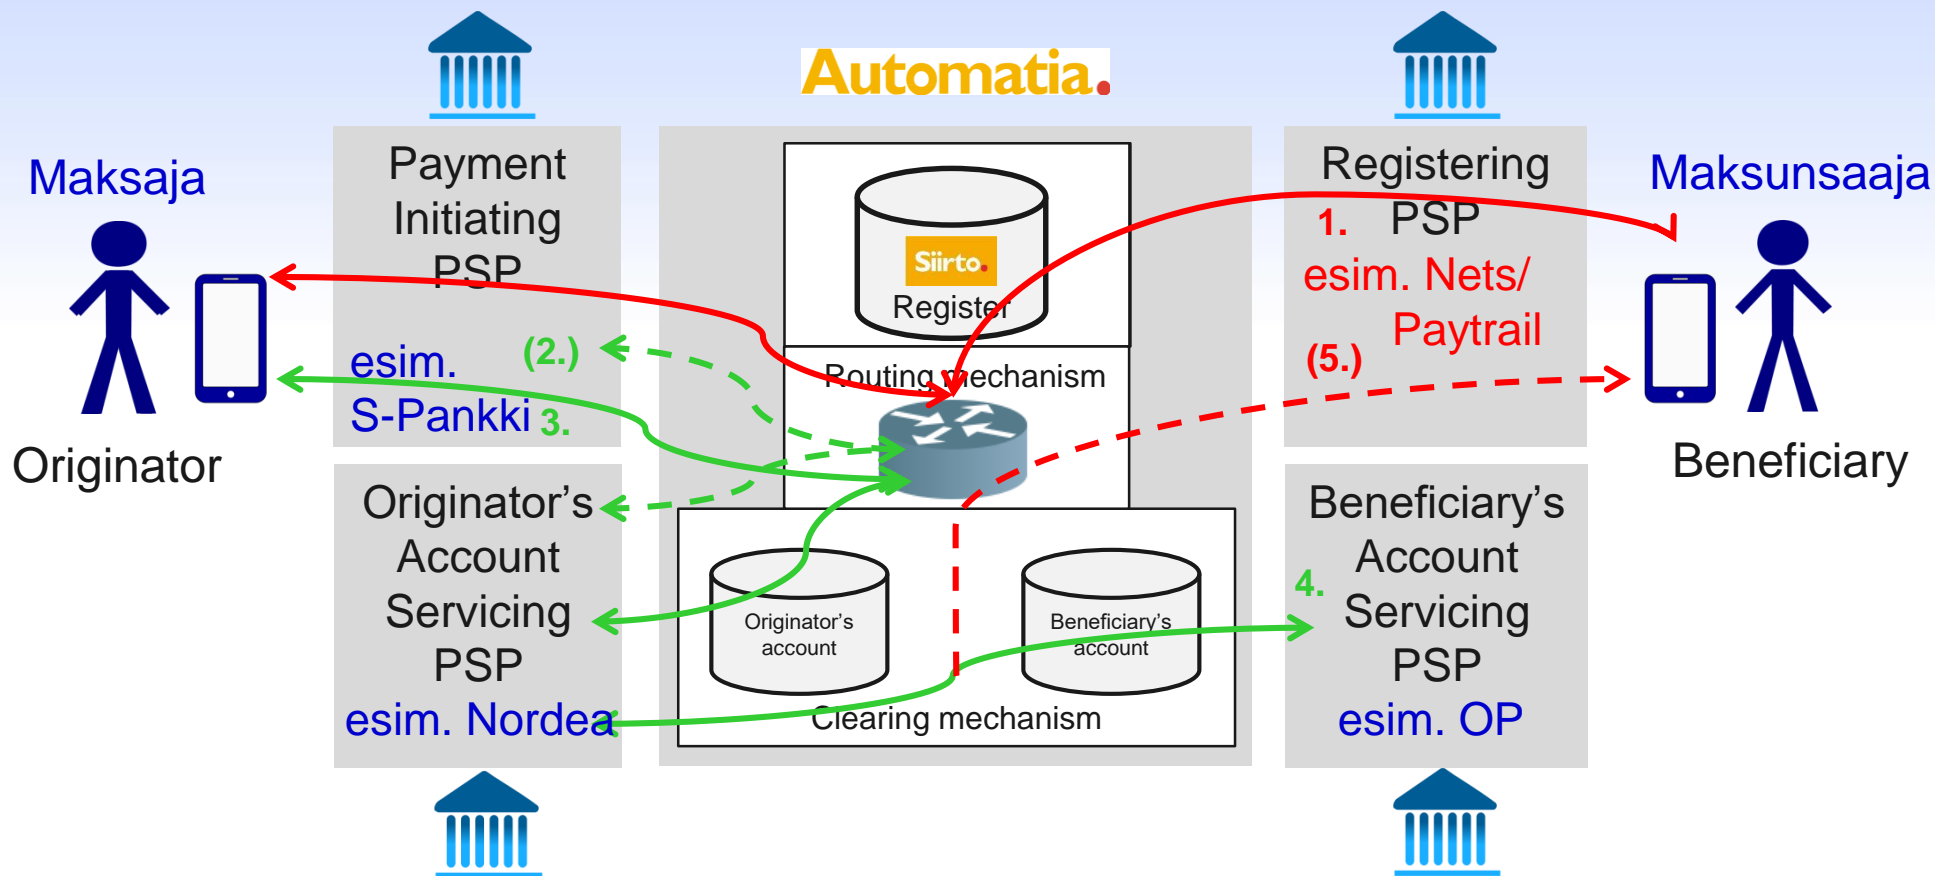 Automatia.
Maksaja
Originator
Payment
Initiating
PSP
(2.)
esim.
S-Pankki
3.
Originator's
Account
Servicing
PSP
esim. Nordea
Siirto.
Register
Routing mechanism
Originator's
account
Beneficiary's
account
Clearing mechanism
Registering
1. PSP
esim. Nets/
Paytrail
(5.)
4.
Beneficiary's
Account
Servicing
PSP
esim. OP
Maksunsaaja
Beneficiary